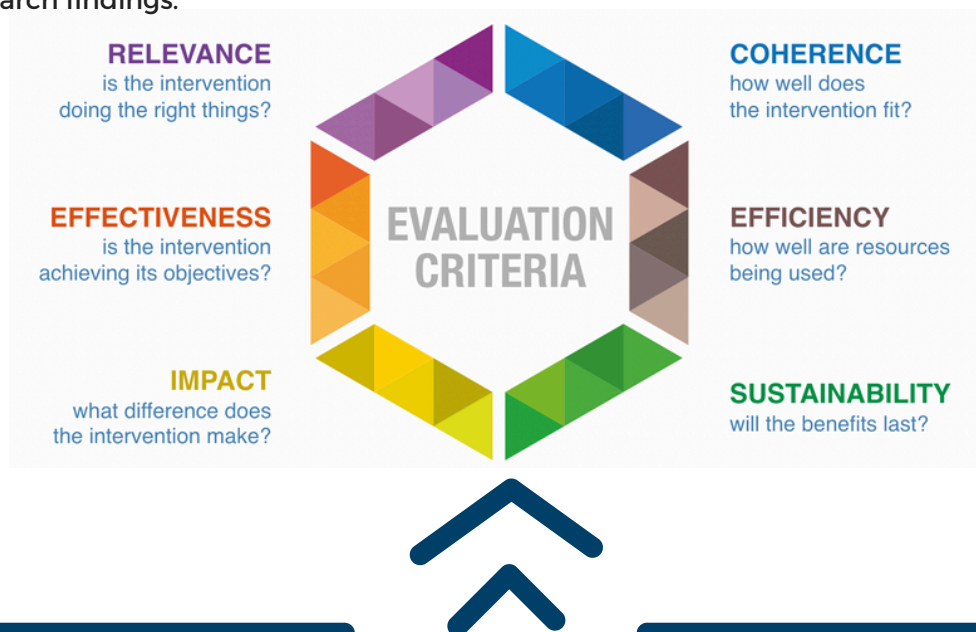 arch findings.
RELEVANCE
is the intervention
doing the right things?
COHERENCE
how well does
the intervention fit?
EFFECTIVENESS
is the intervention
achieving its objectives?
EVALUATION
CRITERIA
EFFICIENCY
how well are resources
being used?
IMPACT
what difference does
the intervention make?
SUSTAINABILITY
will the benefits last?